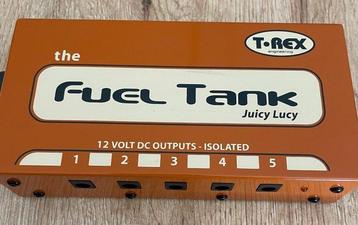 T-REX
engineering
the
FUEL TANK
Juicy Lucy
12 VOLT DC OUTPUTS - ISOLATED
1 2 3 4 5